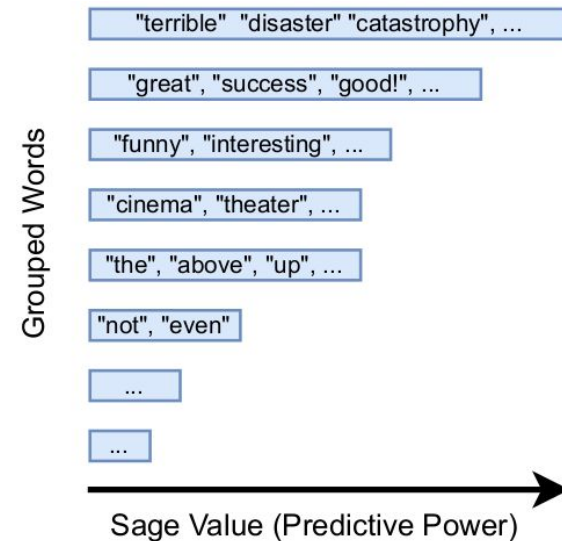 "terrible" "disaster" "catastrophy", ...
"great", "success", "good!", ...
"funny", "interesting", ...
"cinema", "theater", ...
"the", "above", "up", ...
"not", "even"
...
...
Grouped Words
Sage Value (Predictive Power)